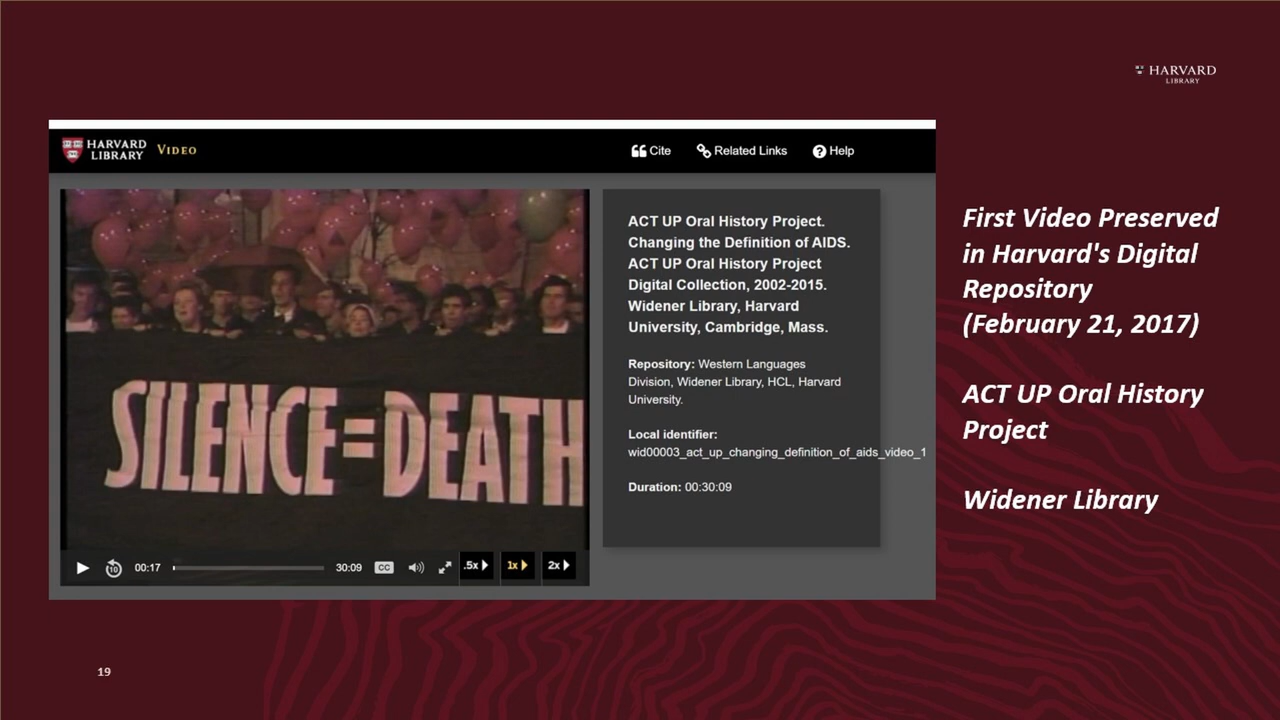 HARVARD
LIBRARY
HARVARD
LIBRARY
VIDEO
Cite
Related Links
Help
SILENCE=DEATH
00:17
30:09
CC
.5x
1x
2x
10
ACT UP Oral History Project.
Changing the Definition of AIDS.
ACT UP Oral History Project
Digital Collection, 2002-2015.
Widener Library, Harvard
University, Cambridge, Mass.
Repository: Western Languages
Division, Widener Library, HCL, Harvard
University.
Local identifier:
wid00003_act_up_changing_definition_of_aids_video_1
Duration: 00:30:09
First Video Preserved
in Harvard's Digital
Repository
(February 21, 2017)
ACT UP Oral History
Project
Widener Library
19